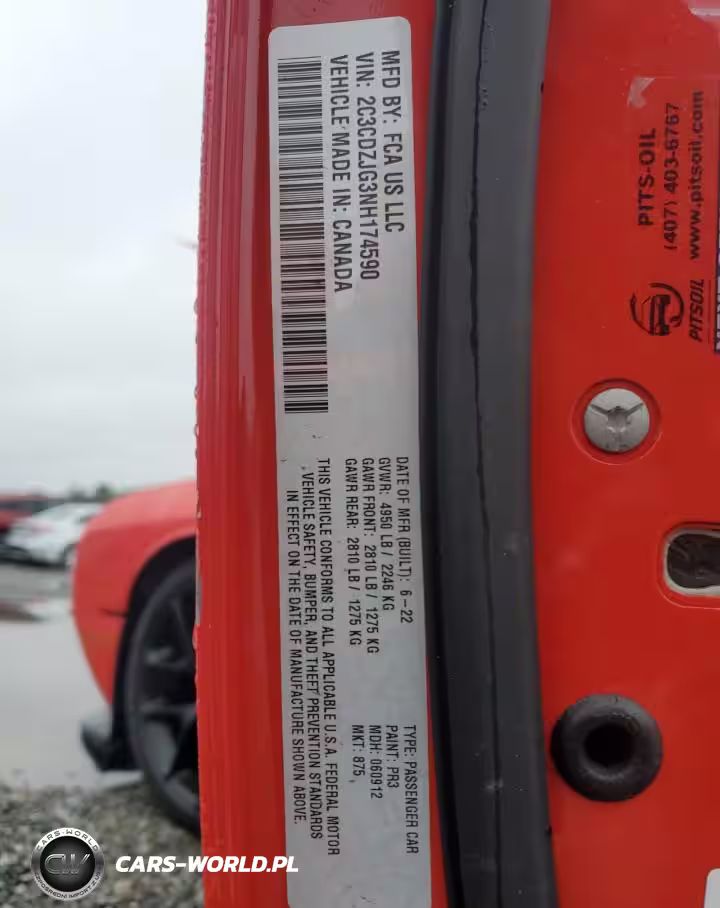 MFD BY: FCA US LLC
VIN: 2C3CDZJG3NH174590
VEHICLE MADE IN: CANADA
DATE OF MFR (BUILT): 6-22
GVWR: 4950 LB / 2246 KG
GAWR FRONT: 2810 LB / 1275 KG
GAWR REAR: 2810 LB / 1275 KG
THIS VEHICLE CONFORMS TO ALL APPLICABLE U.S.A. FEDERAL MOTOR
VEHICLE SAFETY, BUMPER, AND THEFT PREVENTION STANDARDS
IN EFFECT ON THE DATE OF MANUFACTURE SHOWN ABOVE.
TYPE: PASSENGER CAR
PAINT: PR3
MDH: 060912
MKT: 875,
PITS-OIL
(407) 403-6767
www.pitsoil.com
PITSOIL
CARS-WORLD
CW
CARS-WORLD.PL